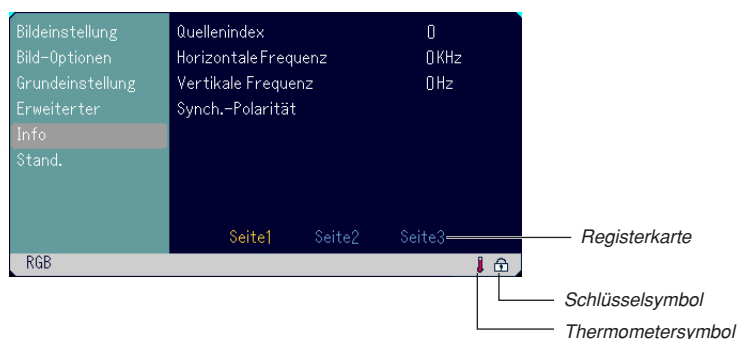 Bildeinstellung
Bild-Optionen
Grundeinstellung
Erweiterter
Info
Stand.
Quellenindex 0
Horizontale Frequenz 0 KHz
Vertikale Frequenz 0 Hz
Synch.-Polarität
Seite1 Seite2 Seite3
Registerkarte
RGB
Schlüsselsymbol
Thermometersymbol